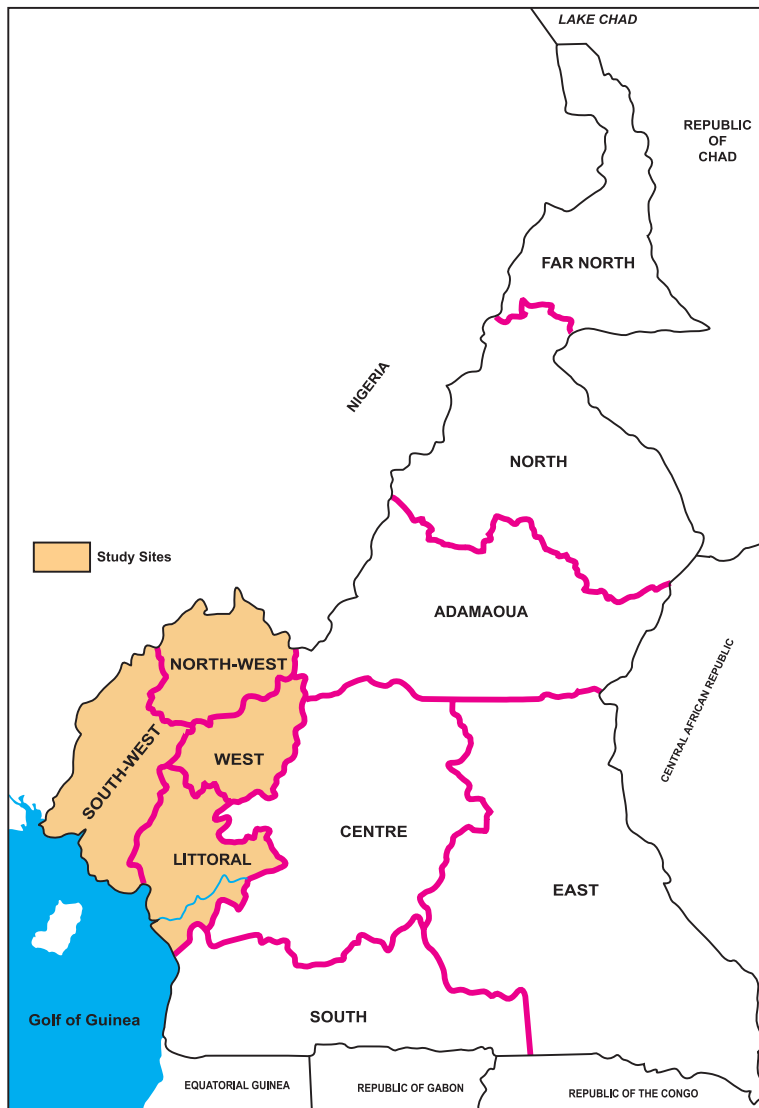 LAKE CHAD
REPUBLIC
OF
CHAD
FAR NORTH
NIGERIA
NORTH
Study Sites
ADAMAOUA
NORTH-WEST
CENTRAL AFRICAN REPUBLIC
SOUTH-WEST
WEST
CENTRE
LITTORAL
EAST
Golf of Guinea
SOUTH
EQUATORIAL GUINEA
REPUBLIC OF GABON
REPUBLIC OF THE CONGO